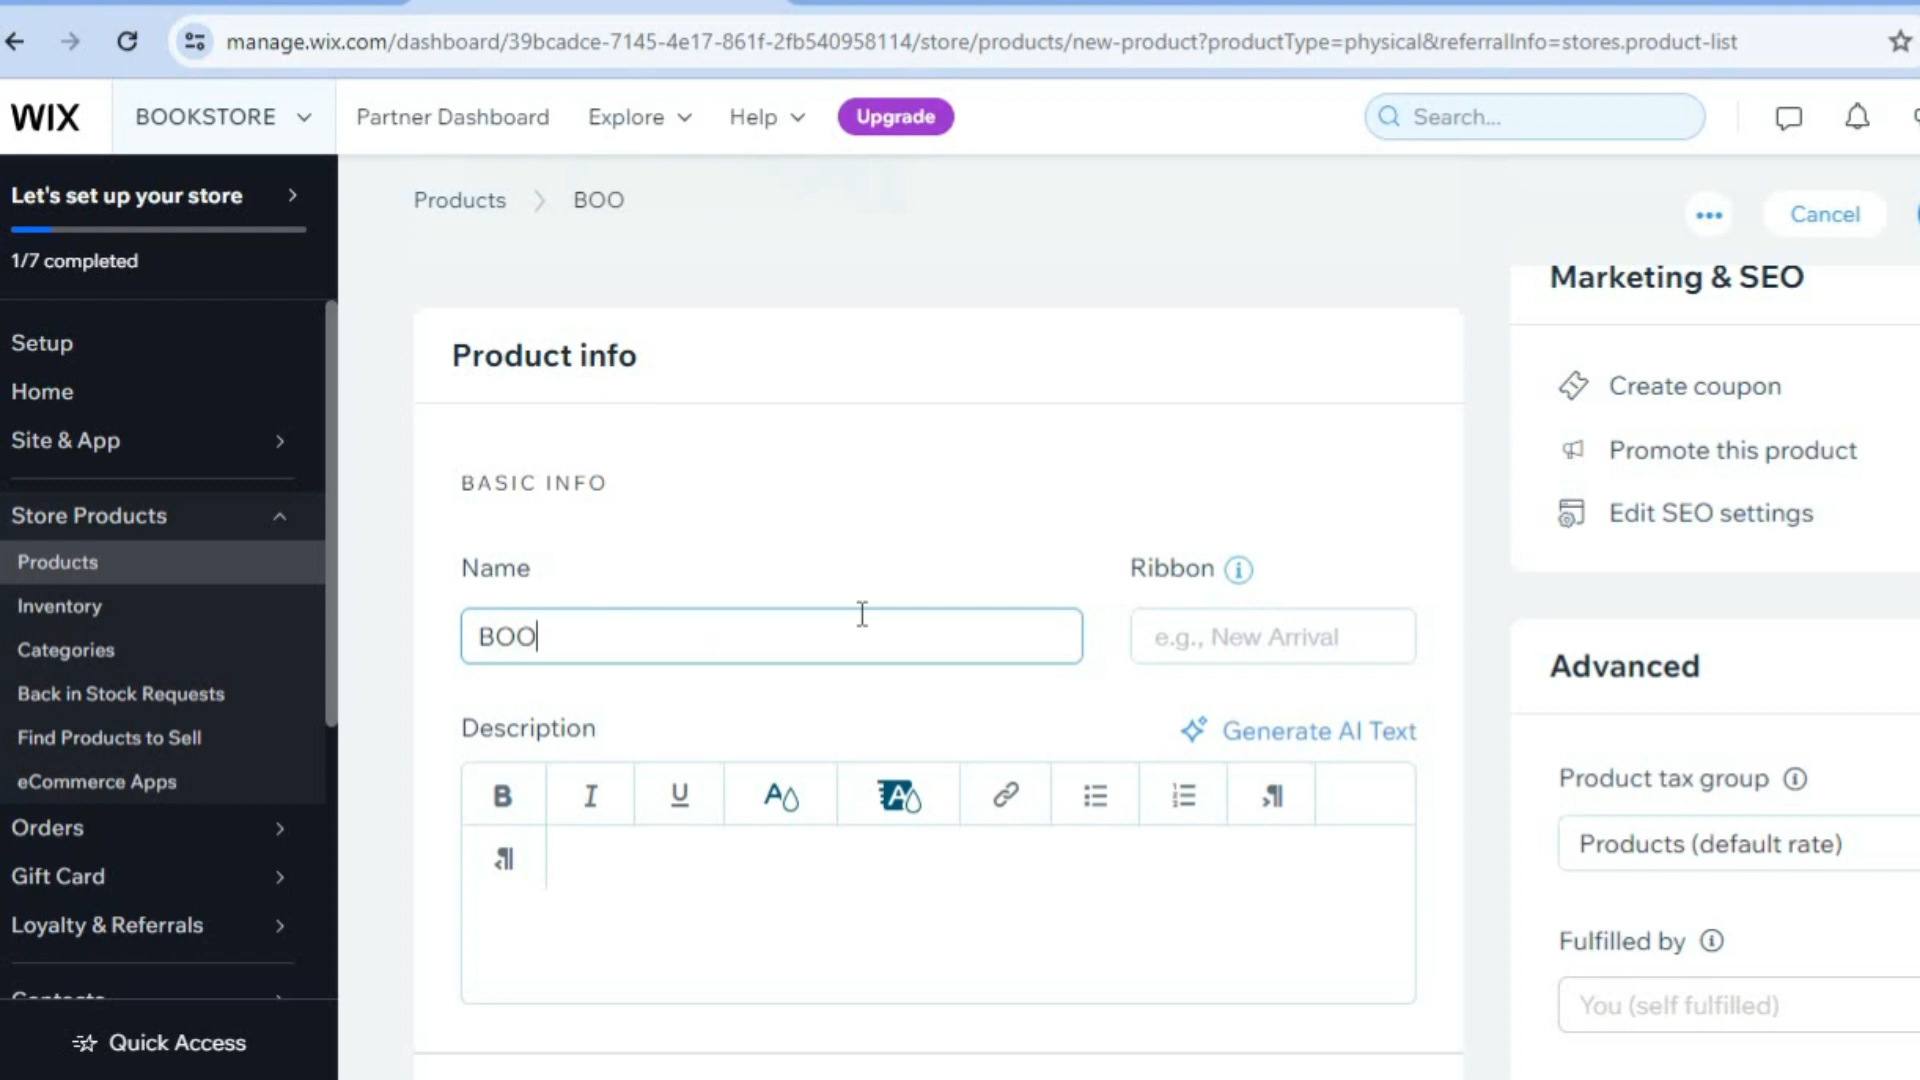 manage.wix.com/dashboard/39bcadce-7145-4e17-861f-2fb540958114/store/products/new-product?productType=physical&referralInfo=stores.product-list
WIX
BOOKSTORE
Partner Dashboard
Explore
Help
Upgrade
Search...
Let's set up your store
1/7 completed
Setup
Home
Site & App
Store Products
Products
Inventory
Categories
Back in Stock Requests
Find Products to Sell
eCommerce Apps
Orders
Gift Card
Loyalty & Referrals
Contacts
Quick Access
Products
BOO
Cancel
Product info
BASIC INFO
Name
Ribbon
BOO
e.g., New Arrival
Description
Generate AI Text
B
I
U
A
A
Marketing & SEO
Create coupon
Promote this product
Edit SEO settings
Advanced
Product tax group
Products (default rate)
Fulfilled by
You (self fulfilled)